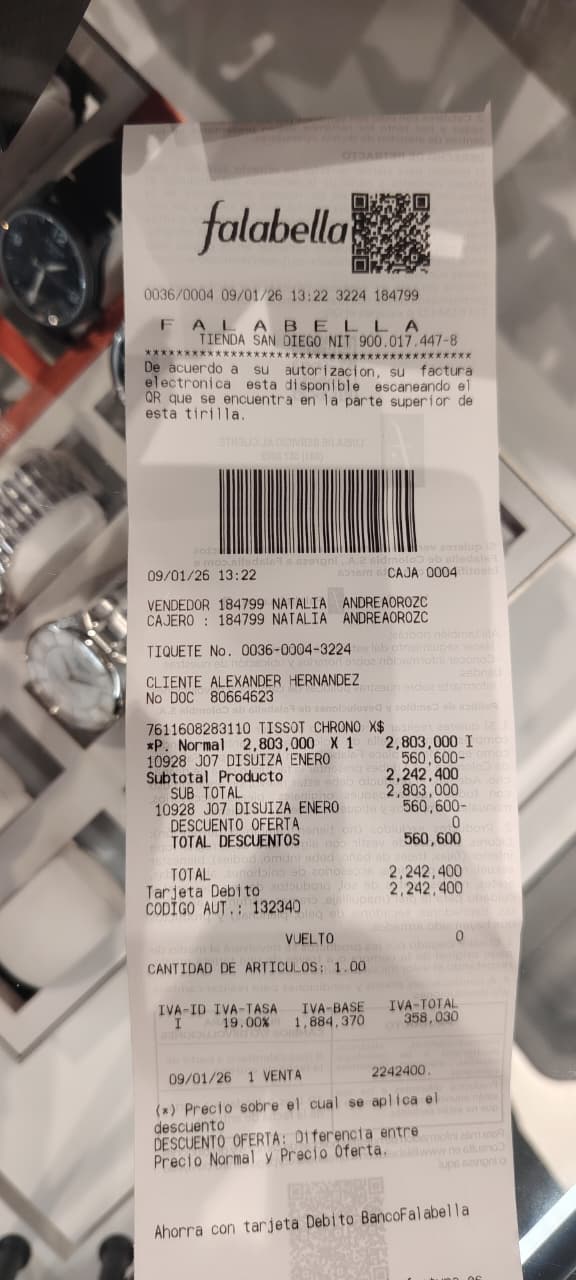 falabella
0036/0004 09/01/26 13:22 3224 184799
F A L A B E L L A
TIENDA SAN DIEGO NIT 900.017.447-8
************************************************
De acuerdo a su autorizacion, su factura
electronica esta disponible escaneando el
QR que se encuentra en la parte superior de
esta tirilla.
09/01/26 13:22 CAJA 0004
VENDEDOR 184799 NATALIA ANDREAOROZC
CAJERO : 184799 NATALIA ANDREAOROZC
TIQUETE No. 0036-0004-3224
CLIENTE ALEXANDER HERNANDEZ
No DOC 80664623
7611608283110 TISSOT CHRONO X$
*P. Normal 2,803,000 X 1 2,803,000 I
10928 J07 DISUIZA ENERO 560,600-
Subtotal Producto 2,242,400
SUB TOTAL 2,803,000
10928 J07 DISUIZA ENERO 560,600-
DESCUENTO OFERTA 0
TOTAL DESCUENTOS 560,600
TOTAL 2,242,400
Tarjeta Debito 2,242,400
CODIGO AUT.: 132340
VUELTO 0
CANTIDAD DE ARTICULOS: 1.00
IVA-ID IVA-TASA IVA-BASE IVA-TOTAL
I 19.00% 1,884,370 358,030
09/01/26 1 VENTA 2242400.
(*) Precio sobre el cual se aplica el
descuento
DESCUENTO OFERTA: Diferencia entre
Precio Normal y Precio Oferta.
Ahorra con tarjeta Debito BancoFalabella